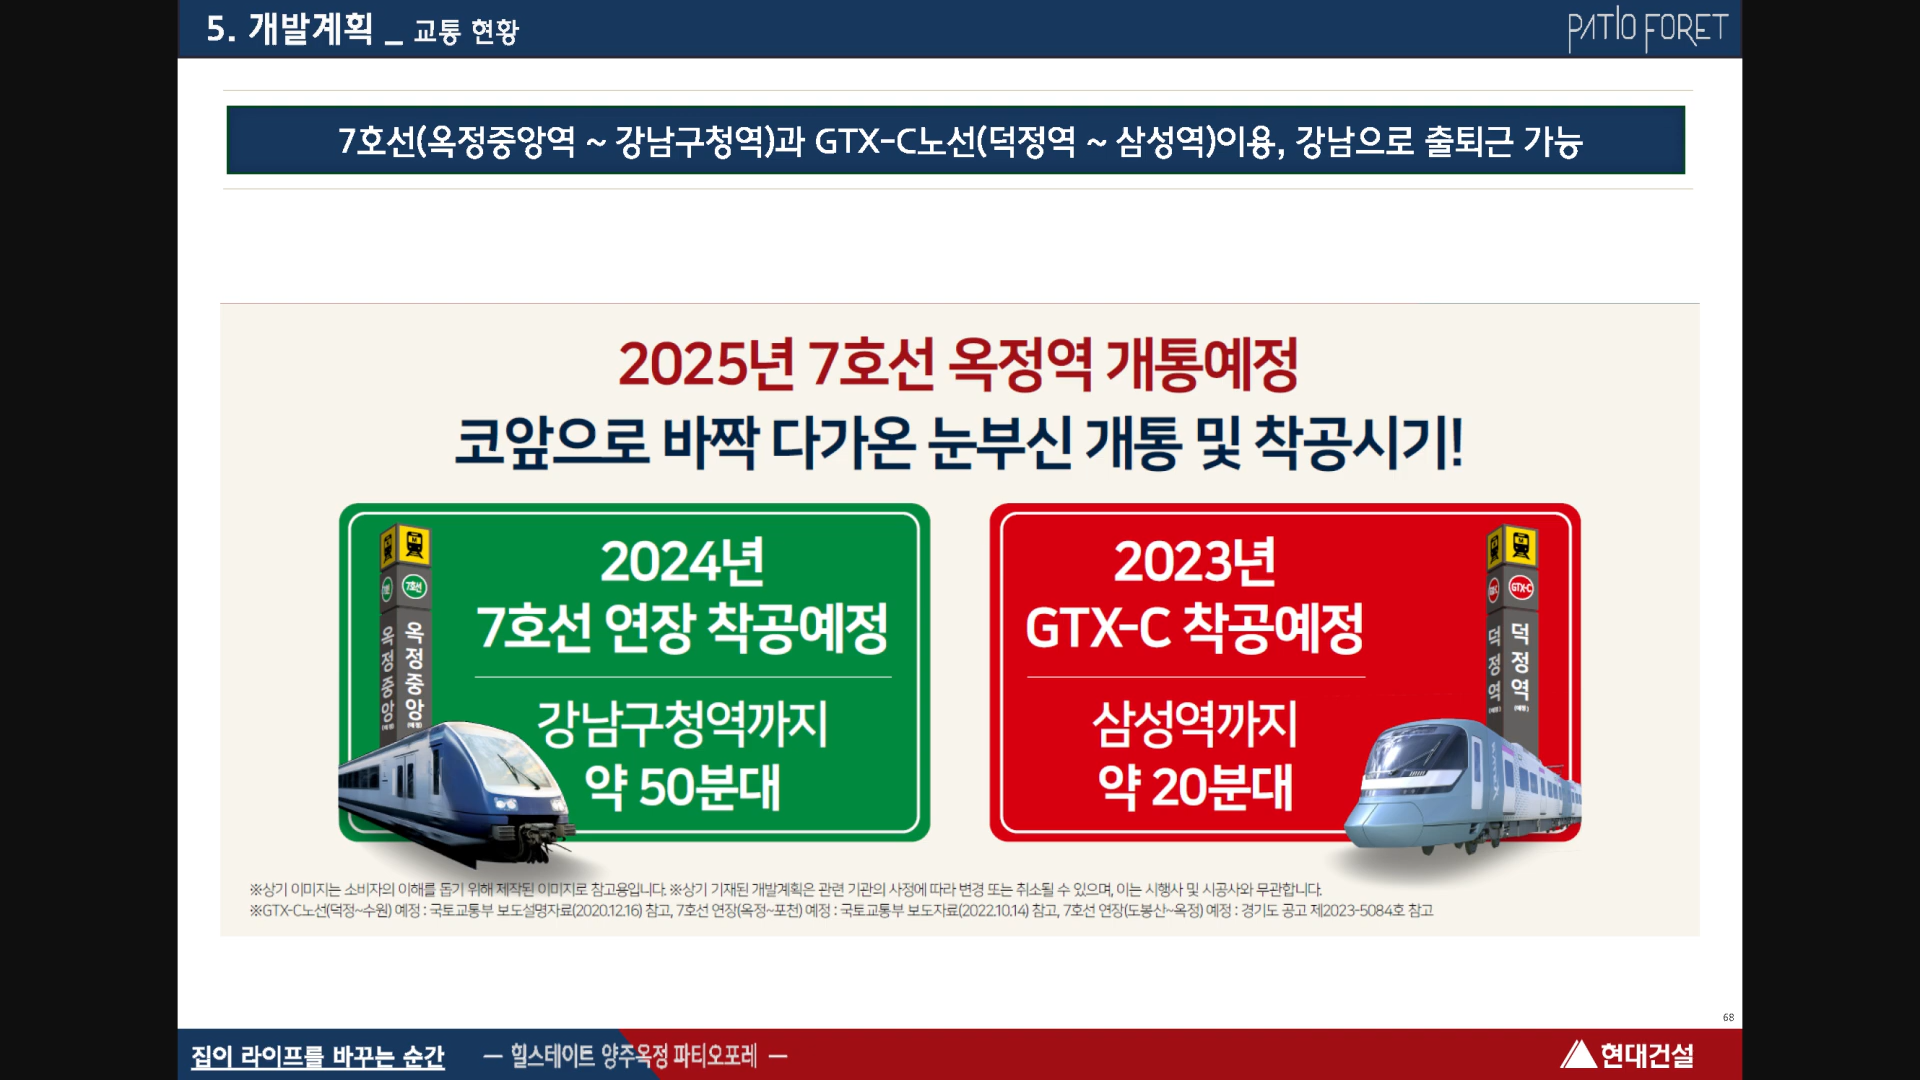 5. 개발계획 _ 교통 현황
PATIO FORET
7호선(옥정중앙역 ~ 강남구청역)과 GTX-C노선(덕정역 ~ 삼성역)이용, 강남으로 출퇴근 가능
2025년 7호선 옥정역 개통예정
코앞으로 바짝 다가온 눈부신 개통 및 착공시기!
7호선
옥정중앙
옥정중앙
2024년
7호선 연장 착공예정
강남구청역까지
약 50분대
2023년
GTX-C 착공예정
삼성역까지
약 20분대
GTX-C
덕정역
덕정역
※상기 이미지는 소비자의 이해를 돕기 위해 제작된 이미지로 참고용입니다. ※상기 기재된 개발계획은 관련 기관의 사정에 따라 변경 또는 취소될 수 있으며, 이는 시행사 및 시공사와 무관합니다.
※GTX-C노선(덕정~수원) 예정 : 국토교통부 보도설명자료(2020.12.16) 참고, 7호선 연장(옥정~포천) 예정 : 국토교통부 보도자료(2022.10.14) 참고, 7호선 연장(도봉산~옥정) 예정 : 경기도 공고 제2023-5084호 참고
68
집이 라이프를 바꾸는 순간
— 힐스테이트 양주옥정 파티오포레 —
현대건설